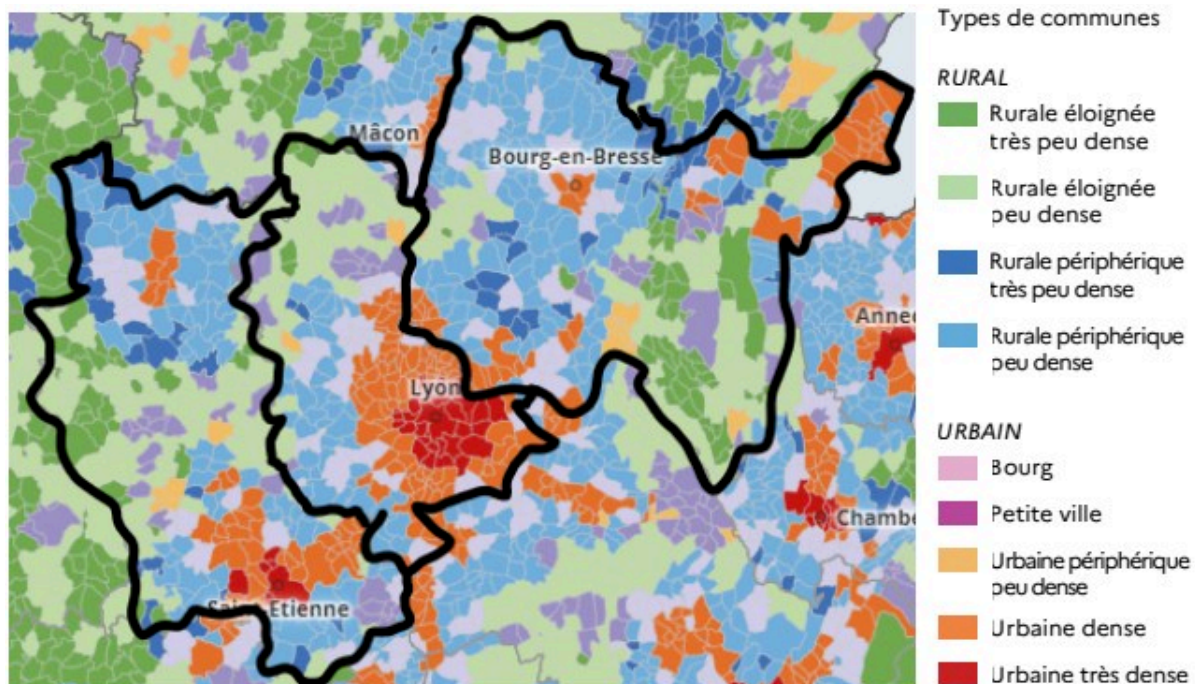 Types de communes
RURAL
Rurale éloignée
très peu dense
Rurale éloignée
peu dense
Rurale périphérique
très peu dense
Rurale périphérique
peu dense
URBAIN
Bourg
Petite ville
Urbaine périphérique
peu dense
Urbaine dense
Urbaine très dense
Mâcon
Bourg-en-Bresse
Annec
Lyon
Chambe
Saint-Etienne